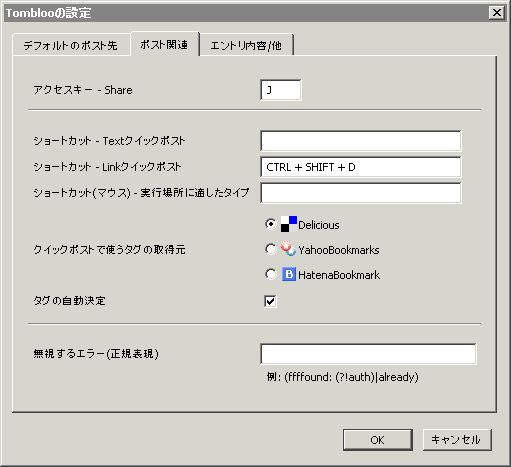 Tomblooの設定
デフォルトのポスト先 ポスト関連 エントリ内容/他
アクセスキー - Share J
ショートカット - Textクイックポスト
ショートカット - Linkクイックポスト CTRL + SHIFT + D
ショートカット(マウス) - 実行場所に適したタイプ
Delicious
クイックポストで使うタグの取得元 YahooBookmarks
HatenaBookmark
タグの自動決定
無視するエラー(正規表現)
例: (ffffound: (?!auth)|already)
OK キャンセル